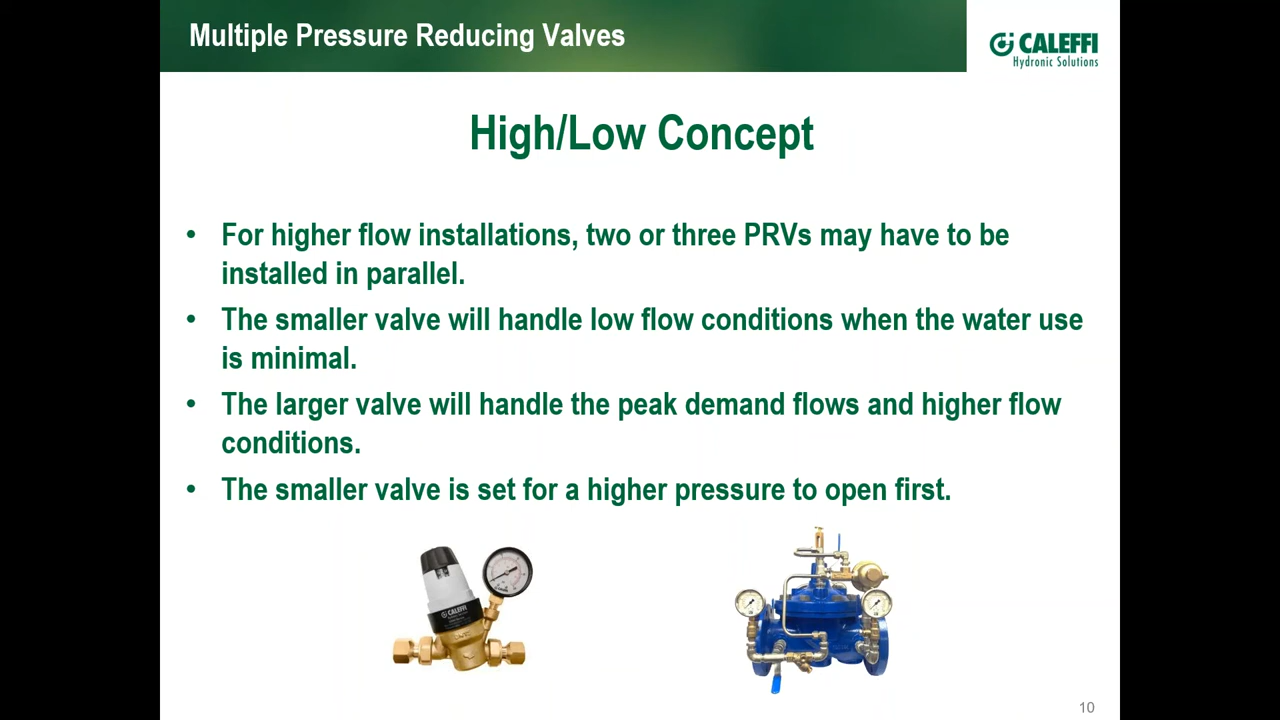 Multiple Pressure Reducing Valves
CALEFFI
Hydronic Solutions
High/Low Concept
• For higher flow installations, two or three PRVs may have to be
installed in parallel.
• The smaller valve will handle low flow conditions when the water use
is minimal.
• The larger valve will handle the peak demand flows and higher flow
conditions.
• The smaller valve is set for a higher pressure to open first.
CALEFFI
10